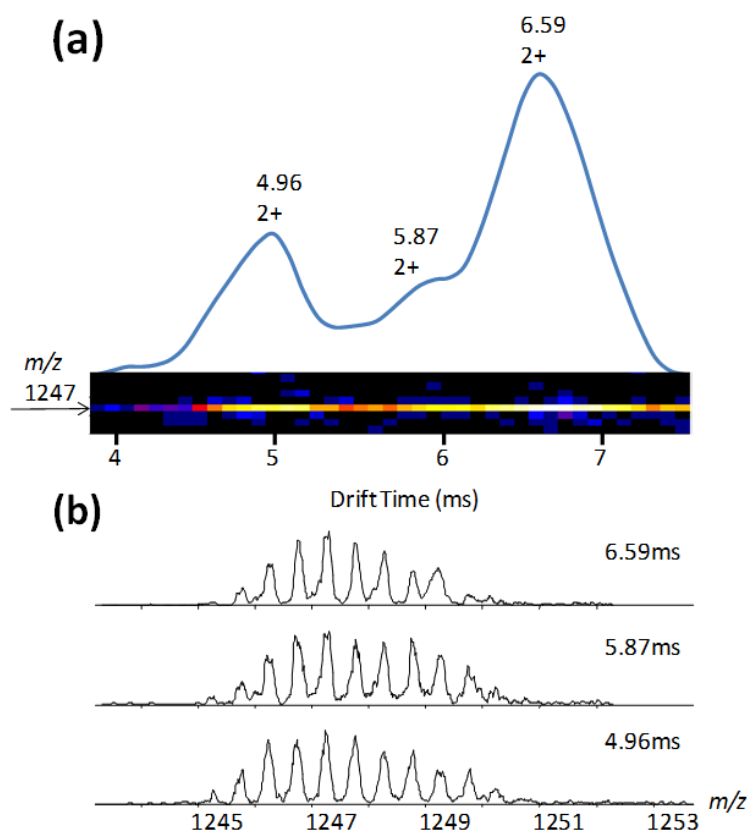 (a)
6.59
2+
4.96
2+
5.87
2+
m/z
1247
4 5 6 7
Drift Time (ms)
(b)
6.59ms
5.87ms
4.96ms
1245 1247 1249 1251 1253
m/z